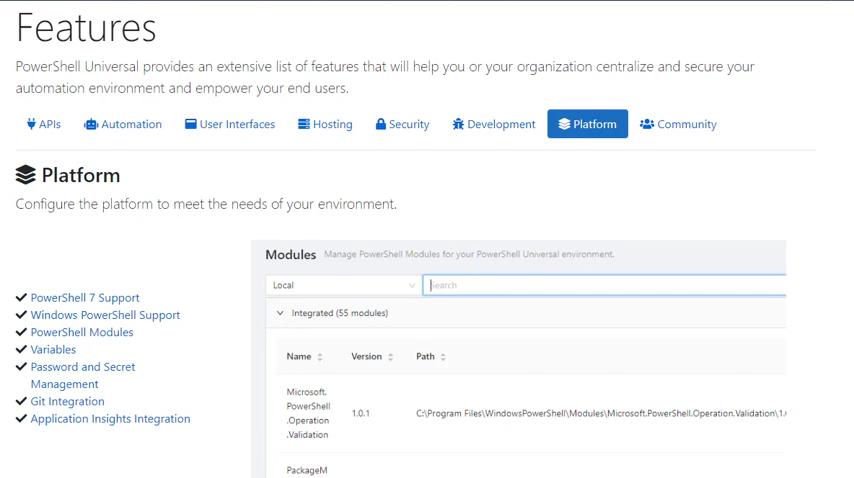 Features
PowerShell Universal provides an extensive list of features that will help you or your organization centralize and secure your
automation environment and empower your end users.
APIs Automation User Interfaces Hosting Security Development Platform Community
Platform
Configure the platform to meet the needs of your environment.
PowerShell 7 Support
Windows PowerShell Support
PowerShell Modules
Variables
Password and Secret
Management
Git Integration
Application Insights Integration
Modules Manage PowerShell Modules for your PowerShell Universal environment.
Local Search
Integrated (55 modules)
Name Version Path
Microsoft.
PowerShell
.Operation
.Validation
1.0.1 C:\Program Files\WindowsPowerShell\Modules\Microsoft.PowerShell.Operation.Validation\1.
PackageM